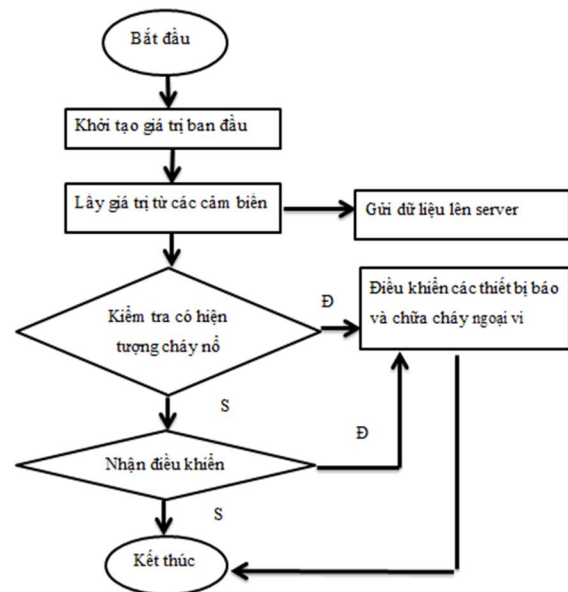 Bắt đầu
Khởi tạo giá trị ban đầu
Lấy giá trị từ các cảm biến
Gửi dữ liệu lên server
Kiểm tra có hiện
tượng cháy nổ
Đ
Điều khiển các thiết bị báo
và chữa cháy ngoại vi
S
Nhận điều khiển
Đ
S
Kết thúc